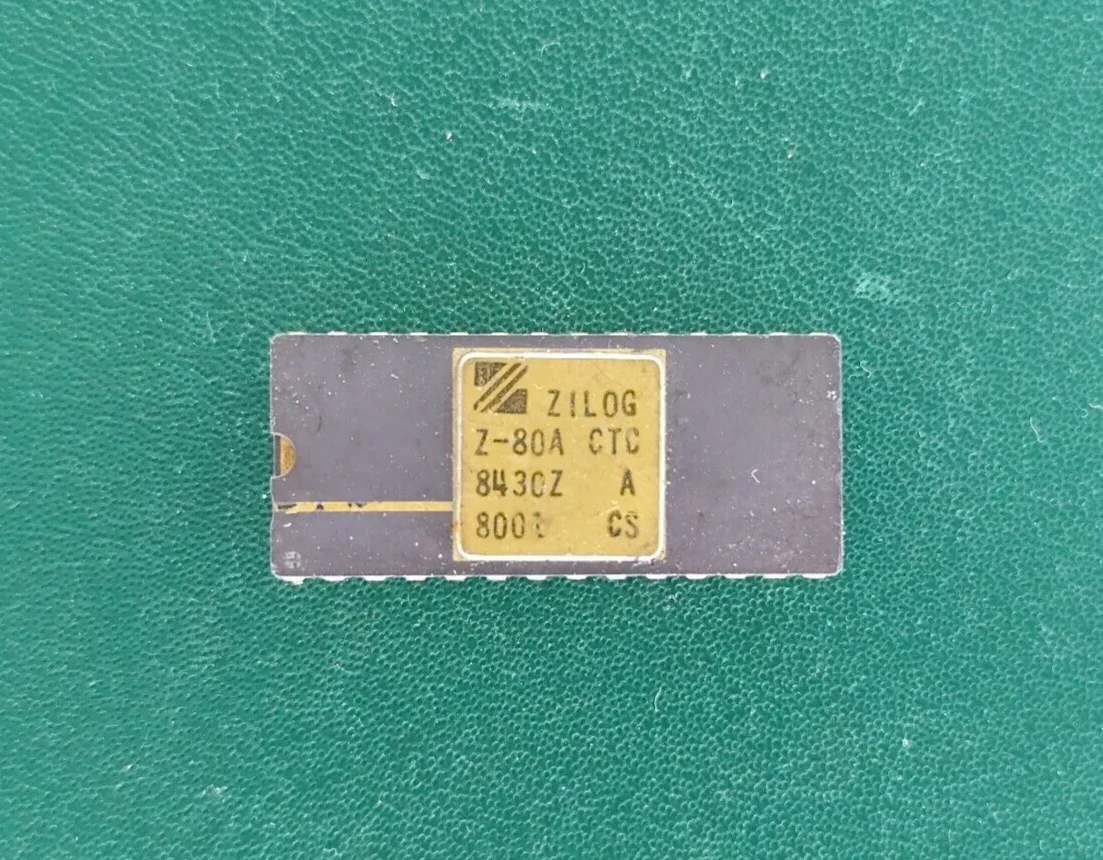 ZILOG
Z-80A CTC
8430Z A
CS